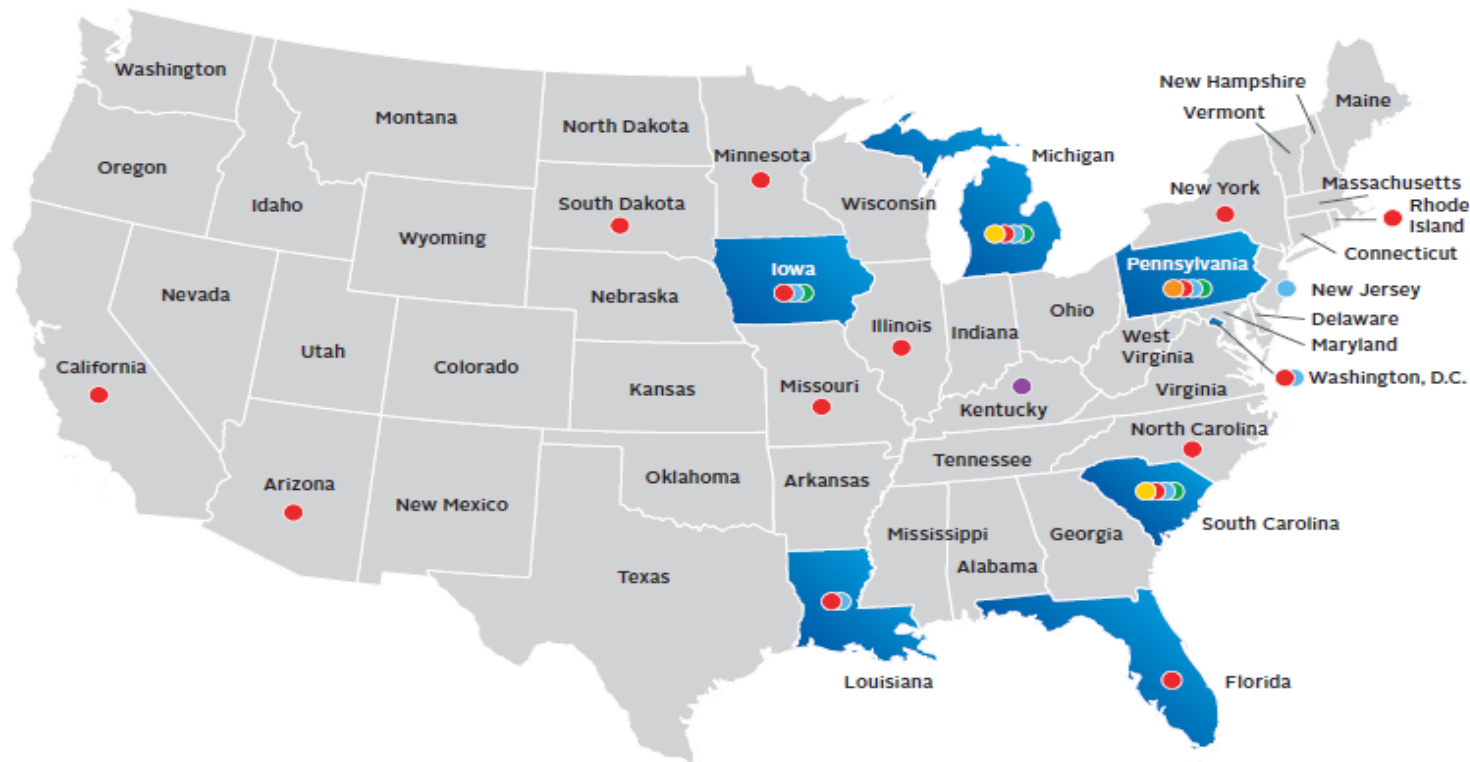 Washington
Montana
North Dakota
Minnesota
Michigan
New Hampshire
Vermont
Maine
Oregon
Idaho
Wyoming
South Dakota
Wisconsin
New York
Massachusetts
Rhode
Island
Connecticut
Nevada
Utah
Colorado
Nebraska
Iowa
Illinois
Indiana
Ohio
Pennsylvania
New Jersey
Delaware
Maryland
West
Virginia
Washington, D.C.
California
Kansas
Missouri
Kentucky
Virginia
North Carolina
Arizona
New Mexico
Oklahoma
Arkansas
Tennessee
South Carolina
Texas
Mississippi
Alabama
Georgia
Louisiana
Florida